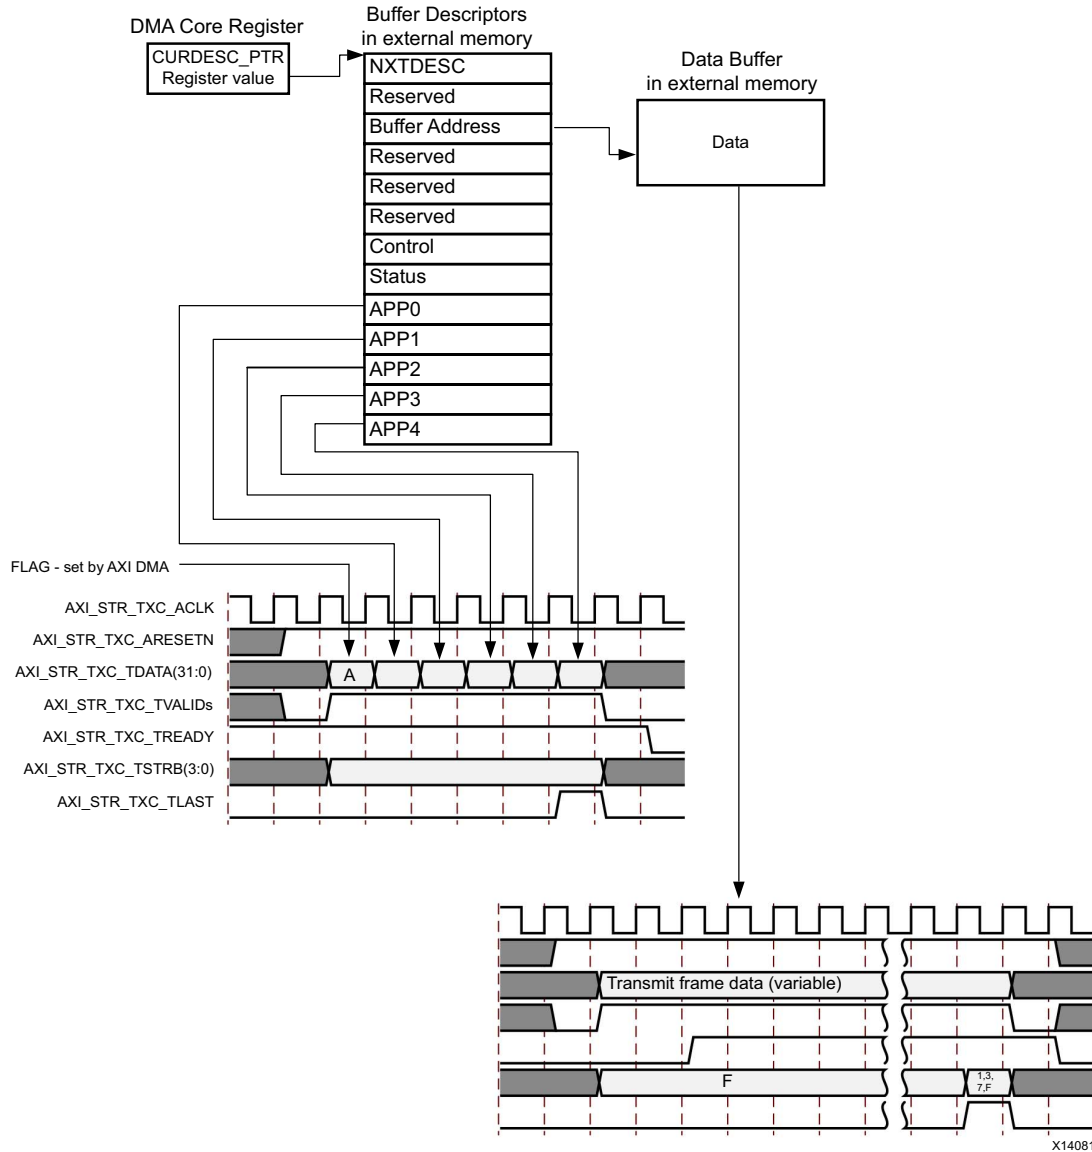 DMA Core Register
CURDESC_PTR
Register value
Buffer Descriptors
in external memory
NXTDESC
Reserved
Buffer Address
Reserved
Reserved
Reserved
Control
Status
APP0
APP1
APP2
APP3
APP4
Data Buffer
in external memory
Data
FLAG - set by AXI DMA
AXI_STR_TXC_ACLK
AXI_STR_TXC_ARESETN
AXI_STR_TXC_TDATA(31:0)
A
AXI_STR_TXC_TVALIDs
AXI_STR_TXC_TREADY
AXI_STR_TXC_TSTRB(3:0)
AXI_STR_TXC_TLAST
Transmit frame data (variable)
F
1,3,
7,F
X14081